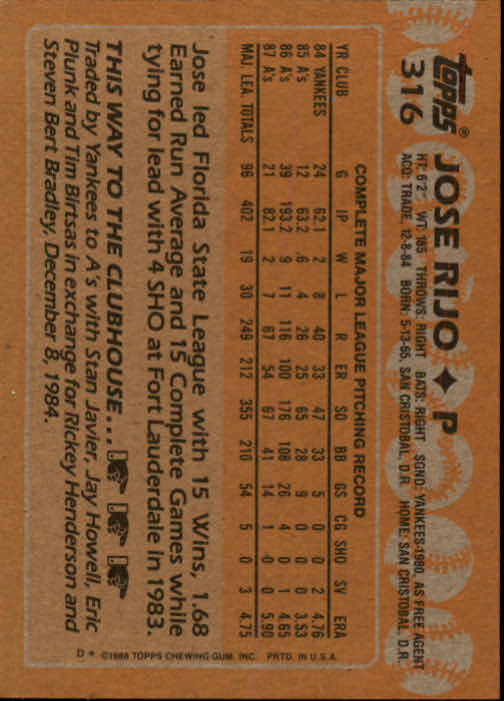 topps®
316
JOSE RIJO ♦ P
HT: 6'2" WT: 185 THROWS: RIGHT BATS: RIGHT SGND: YANKEES-1980, AS FREE AGENT
ACQ: TRADE, 12-8-84 BORN: 5-13-65, SAN CRISTOBAL, D.R. HOME: SAN CRISTOBAL, D.R.
COMPLETE MAJOR LEAGUE PITCHING RECORD
YR CLUB G IP W L R ER SO BB GS CG SHO SV ERA
84 YANKEES 24 62.1 2 8 40 33 47 33 5 0 0 2 4.76
85 A's 12 63.2 6 4 26 25 65 28 9 0 0 0 3.53
86 A's 39 193.2 9 11 116 100 176 108 26 4 0 1 4.65
87 A's 21 82.1 2 7 67 54 67 41 14 1 0 0 5.90
MAJ. LEA. TOTALS 96 402 19 30 249 212 355 210 54 5 0 3 4.75
Jose led Florida State League with 15 Wins, 1.68
Earned Run Average and 15 Complete Games while
tying for lead with 4 SHO at Fort Lauderdale in 1983.
THIS WAY TO THE CLUBHOUSE...
Traded by Yankees to A's with Stan Javier, Jay Howell, Eric
Plunk and Tim Birtsas in exchange for Rickey Henderson and
Steven Bert Bradley, December 8, 1984.
D* ©1988 TOPPS CHEWING GUM, INC. PRTD. IN U.S.A.